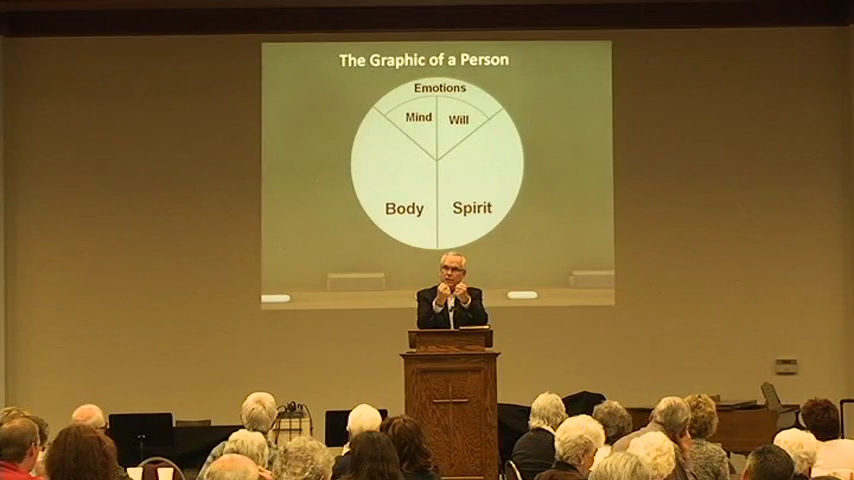 The Graphic of a Person
Emotions
Mind
Will
Body
Spirit